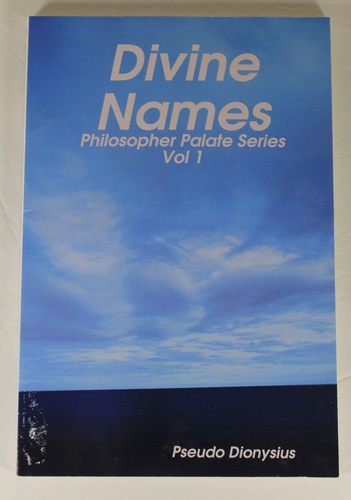 Divine
Names
Philosopher Palate Series
Vol 1
Pseudo Dionysius